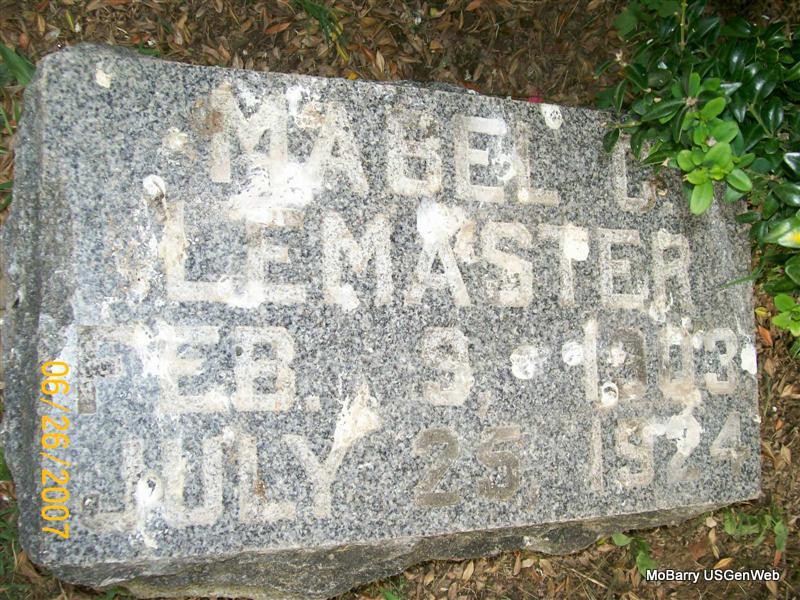 MABEL C.
LEMASTER
FEB. 9, 1903
JULY 25, 1924
06/26/2007
MoBarry USGenWeb